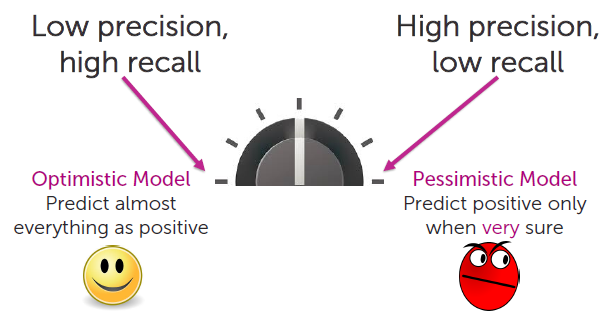 Low precision,
high recall
High precision,
low recall
Optimistic Model
Predict almost
everything as positive
Pessimistic Model
Predict positive only
when very sure